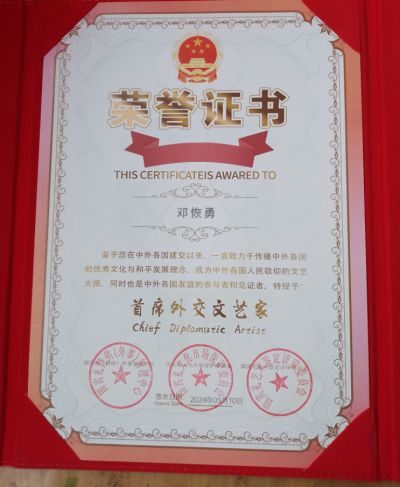 荣誉证书
THIS CERTIFICATEIS AWARED TO
邓恢勇
鉴于您在中外各国建交以来，一直致力于传播中外各国
的优秀文化与和平发展理念，成为中外各国人民敬仰的文艺
大师，同时也是中外各国友谊的参与者和见证者，特授予：
首席外交文艺家
Chief Diplomatic Artist
签发日期：2024年05月10日